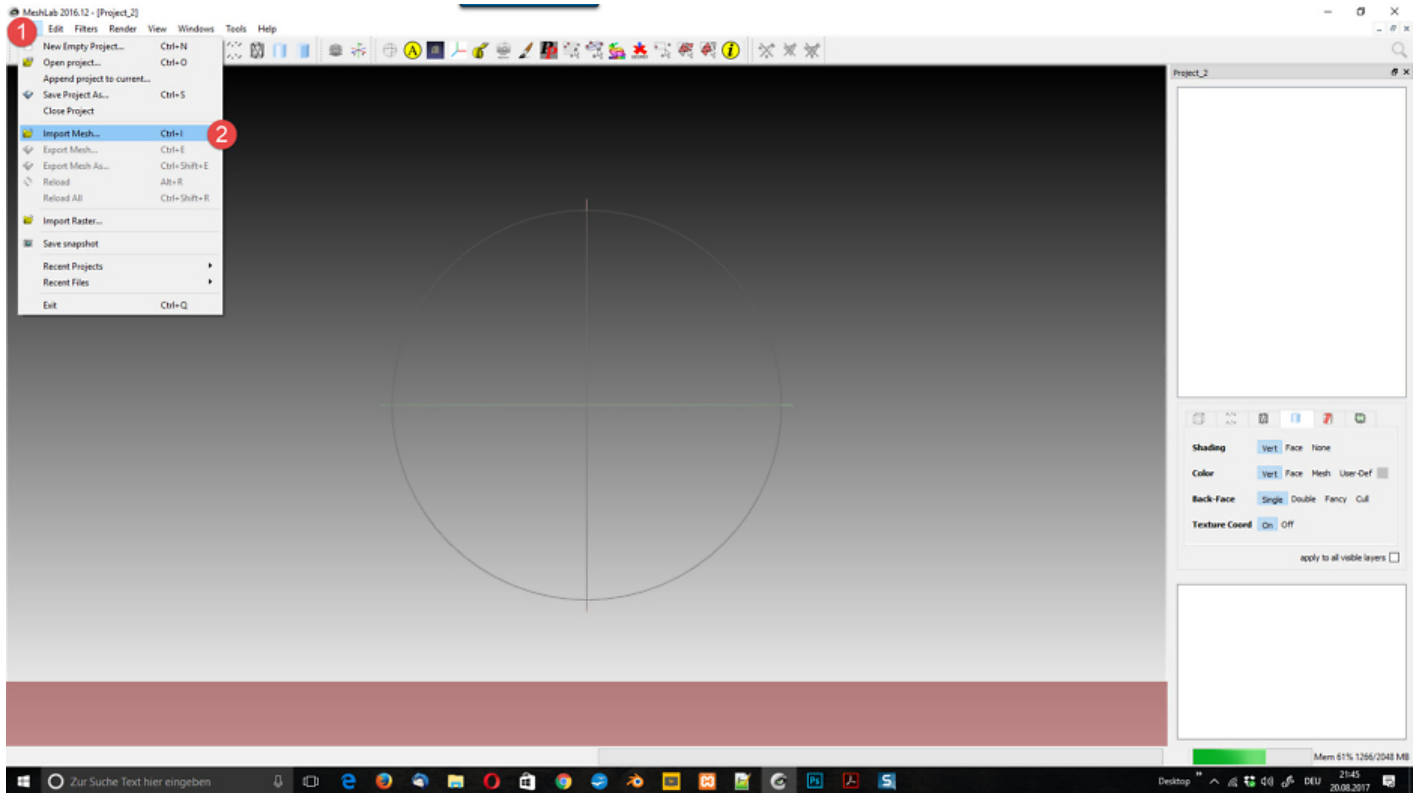 MeshLab 2016.12 - [Project_2]
1
Edit Filters Render View Windows Tools Help
New Empty Project... Ctrl+N
Open project... Ctrl+O
Append project to current...
Save Project As... Ctrl+S
Close Project
Import Mesh... Ctrl+I
2
Export Mesh... Ctrl+E
Export Mesh As... Ctrl+Shift+E
Reload Alt+R
Reload All Ctrl+Shift+R
Import Raster...
Save snapshot
Recent Projects
Recent Files
Exit Ctrl+Q
A
i
Project_2
Shading Vert Face None
Color Vert Face Mesh User-Def
Back-Face Single Double Fancy Cull
Texture Coord On Off
apply to all visible layers
Mem 61% 1266/2048 MB
Zur Suche Text hier eingeben
Ps
S
Desktop
DEU
21:45
20.08.2017